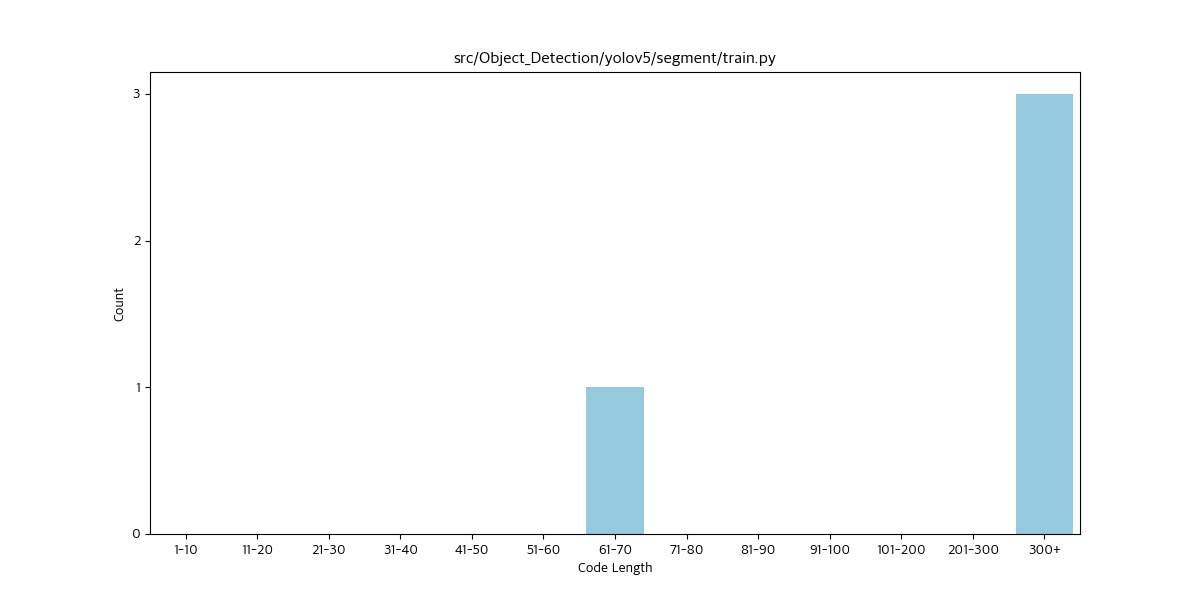 src/Object_Detection/yolov5/segment/train.py
3
2
1
0
Count
1-10 11-20 21-30 31-40 41-50 51-60 61-70 71-80 81-90 91-100 101-200 201-300 300+
Code Length